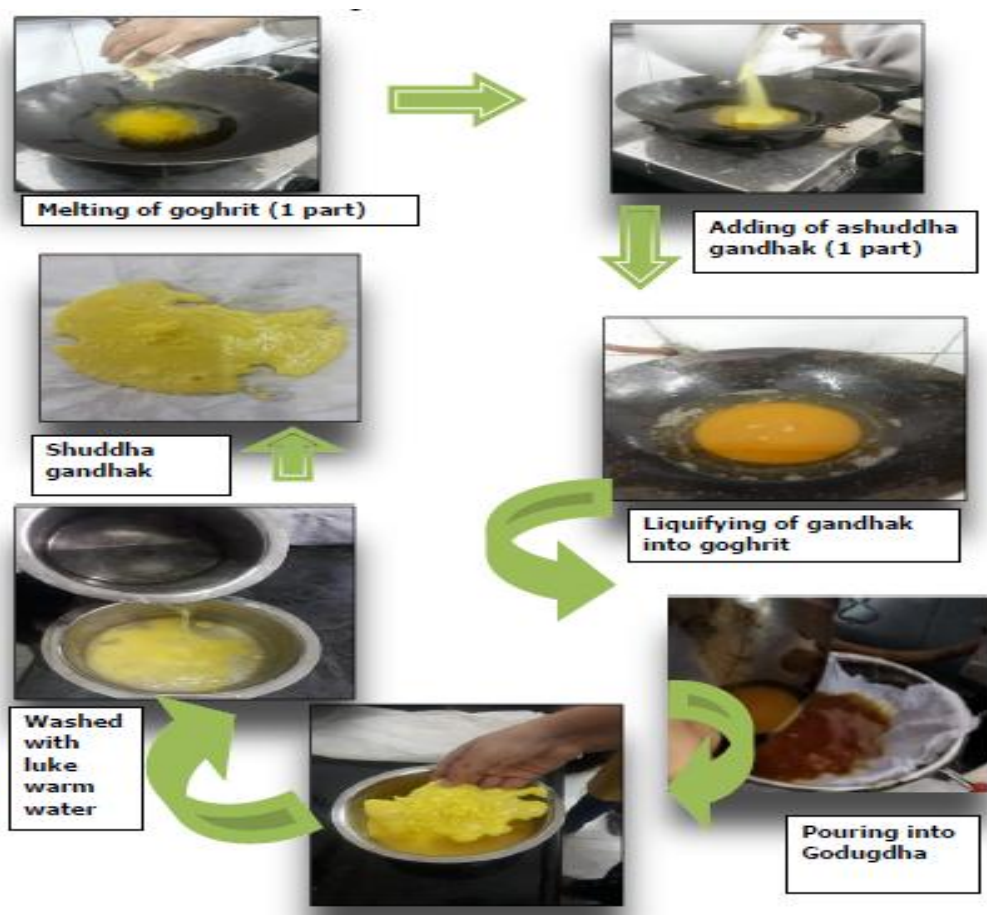 Melting of goghrit (1 part)
Adding of ashuddha
gandhak (1 part)
Liquifying of gandhak
into goghrit
Pouring into
Godugdha
Washed
with
luke
warm
water
Shuddha
gandhak